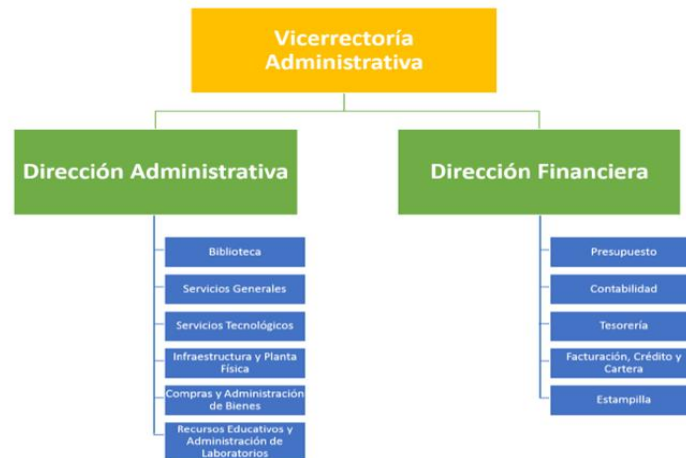 Vicerrectoría
Administrativa
Dirección Administrativa
Biblioteca
Servicios Generales
Servicios Tecnológicos
Infraestructura y Planta
Física
Compras y Administración
de Bienes
Recursos Educativos y
Administración de
Laboratorios
Dirección Financiera
Presupuesto
Contabilidad
Tesorería
Facturación, Crédito y
Cartera
Estampilla